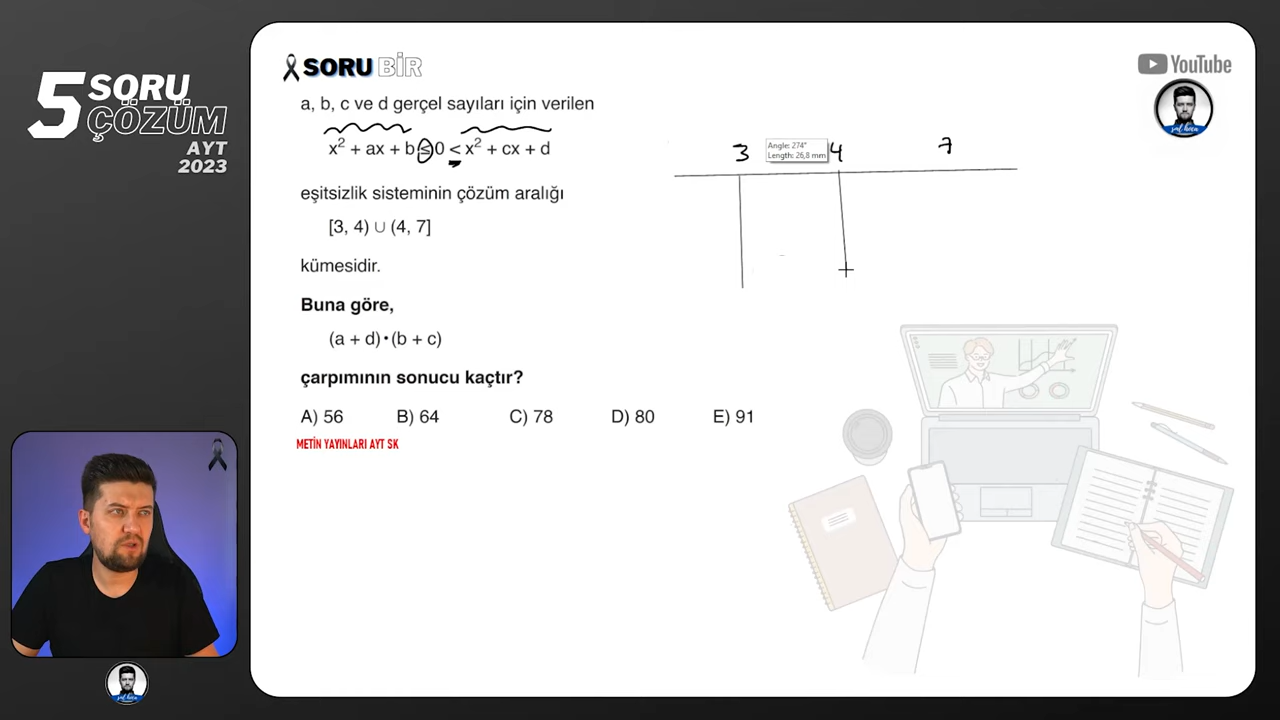 5 SORU
ÇÖZÜM
AYT
2023
SORU BİR
a, b, c ve d gerçel sayıları için verilen
x² + ax + b ≤ 0 < x² + cx + d
eşitsizlik sisteminin çözüm aralığı
[3, 4) ∪ (4, 7]
kümesidir.
Buna göre,
(a + d)·(b + c)
çarpımının sonucu kaçtır?
A) 56 B) 64 C) 78 D) 80 E) 91
METİN YAYINLARI AYT SK
3 4 7
Angle: 274°
Length: 26,8 mm
YouTube